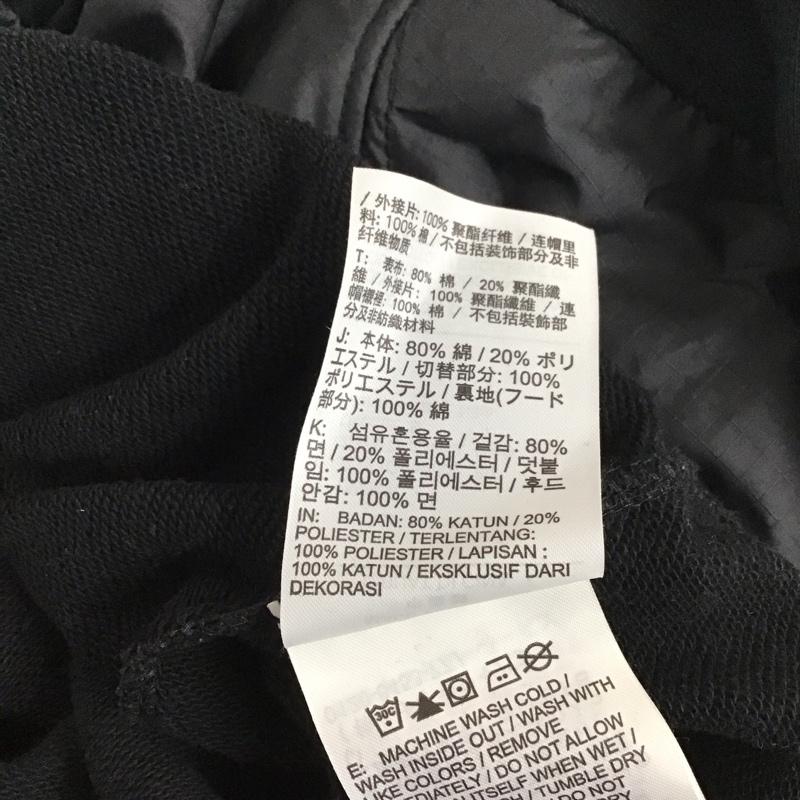 / 外接片: 100% 聚酯纤维 / 连帽里
料: 100% 棉 / 不包括装饰部分及非
纤维物质
T: 表布: 80% 棉 / 20% 聚酯纖
維 / 外接片: 100% 聚酯纖維 / 連
帽襯裡: 100% 棉 / 不包括裝飾部
分及非紡織材料
J: 本体: 80% 綿 / 20% ポリ
エステル / 切替部分: 100%
ポリエステル / 裏地(フード
部分): 100% 綿
K: 섬유혼용율 / 겉감: 80%
면 / 20% 폴리에스터 / 덧붙
임: 100% 폴리에스터 / 후드
안감: 100% 면
IN: BADAN: 80% KATUN / 20%
POLIESTER / TERLENTANG:
100% POLIESTER / LAPISAN :
100% KATUN / EKSKLUSIF DARI
DEKORASI
30C
E: MACHINE WASH COLD /
WASH INSIDE OUT / WASH WITH
LIKE COLORS / REMOVE
/ DO NOT ALLOW
ITSELF WHEN WET /
/ TUMBLE DRY